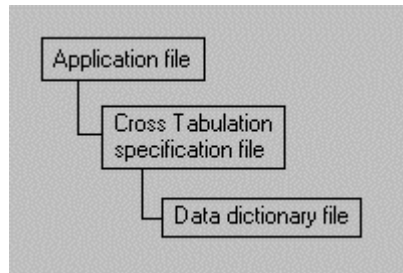 Application file
Cross Tabulation
specification file
Data dictionary file